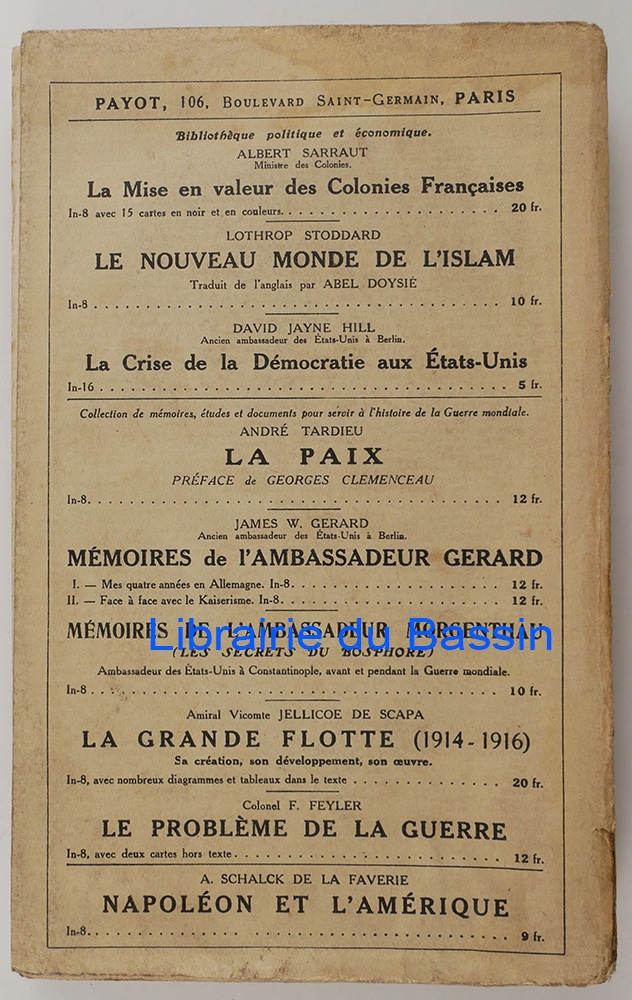 PAYOT, 106, BOULEVARD SAINT-GERMAIN, PARIS
Bibliothèque politique et économique.
ALBERT SARRAUT
Ministre des Colonies.
La Mise en valeur des Colonies Françaises
In-8 avec 15 cartes en noir et en couleurs. . . . . . . . . . . . . . . . . . . . 20 fr.
LOTHROP STODDARD
LE NOUVEAU MONDE DE L'ISLAM
Traduit de l'anglais par ABEL DOYSIÉ
In-8 . . . . . . . . . . . . . . . . . . . . . . . . . . . . . . . . . . . . . 10 fr.
DAVID JAYNE HILL
Ancien ambassadeur des États-Unis à Berlin.
La Crise de la Démocratie aux États-Unis
In-16 . . . . . . . . . . . . . . . . . . . . . . . . . . . . . . . . . . . . . 5 fr.
Collection de mémoires, études et documents pour servir à l'histoire de la Guerre mondiale.
ANDRÉ TARDIEU
LA PAIX
PRÉFACE de GEORGES CLEMENCEAU
In-8. . . . . . . . . . . . . . . . . . . . . . . . . . . . . . . . . . . . . 12 fr.
JAMES W. GERARD
Ancien ambassadeur des États-Unis à Berlin.
MÉMOIRES de l'AMBASSADEUR GERARD
I. — Mes quatre années en Allemagne. In-8. . . . . . . . . . . . . . . . . . . 12 fr.
II. — Face à face avec le Kaiserisme. In-8. . . . . . . . . . . . . . . . . . . . 12 fr.
MÉMOIRES DE L'AMBASSADEUR MORGENTHAU
Librairie du Bassin
(LES SECRETS DU BOSPHORE)
Ambassadeur des États-Unis à Constantinople, avant et pendant la Guerre mondiale.
In-8 . . . . . . . . . . . . . . . . . . . . . . . . . . . . . . . . . . . . . 10 fr.
Amiral Vicomte JELLICOE DE SCAPA
LA GRANDE FLOTTE (1914-1916)
Sa création, son développement, son œuvre.
In-8, avec nombreux diagrammes et tableaux dans le texte . . . . . . . . . . . . . 20 fr.
Colonel F. FEYLER
LE PROBLÈME DE LA GUERRE
In-8, avec deux cartes hors texte . . . . . . . . . . . . . . . . . . . . . . . . 12 fr.
A. SCHALCK DE LA FAVERIE
NAPOLÉON ET L'AMÉRIQUE
In-8. . . . . . . . . . . . . . . . . . . . . . . . . . . . . . . . . . . . . 9 fr.